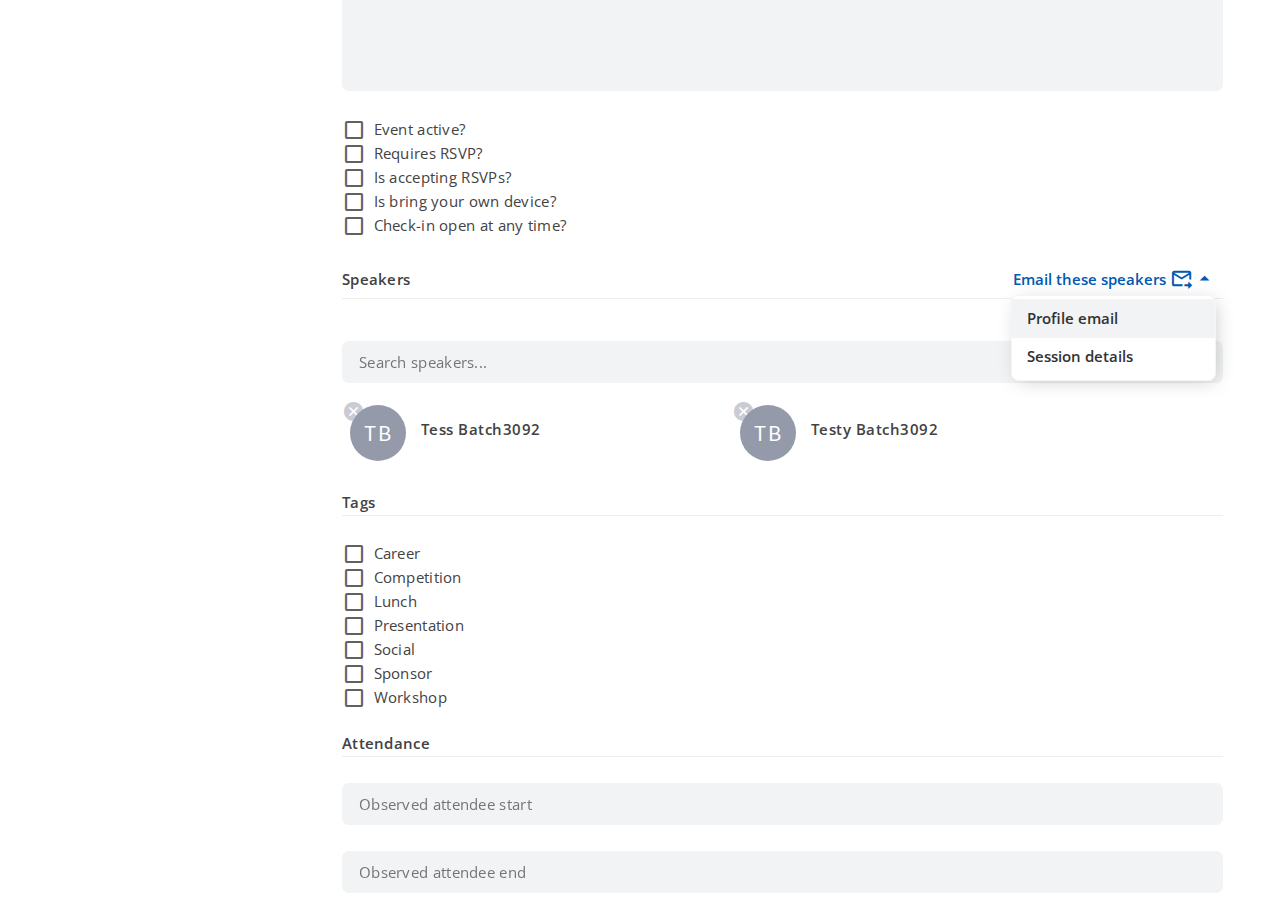 Event active?
Requires RSVP?
Is accepting RSVPs?
Is bring your own device?
Check-in open at any time?
Speakers
Email these speakers
Profile email
Session details
Search speakers...
TB
Tess Batch3092
TB
Testy Batch3092
Tags
Career
Competition
Lunch
Presentation
Social
Sponsor
Workshop
Attendance
Observed attendee start
Observed attendee end